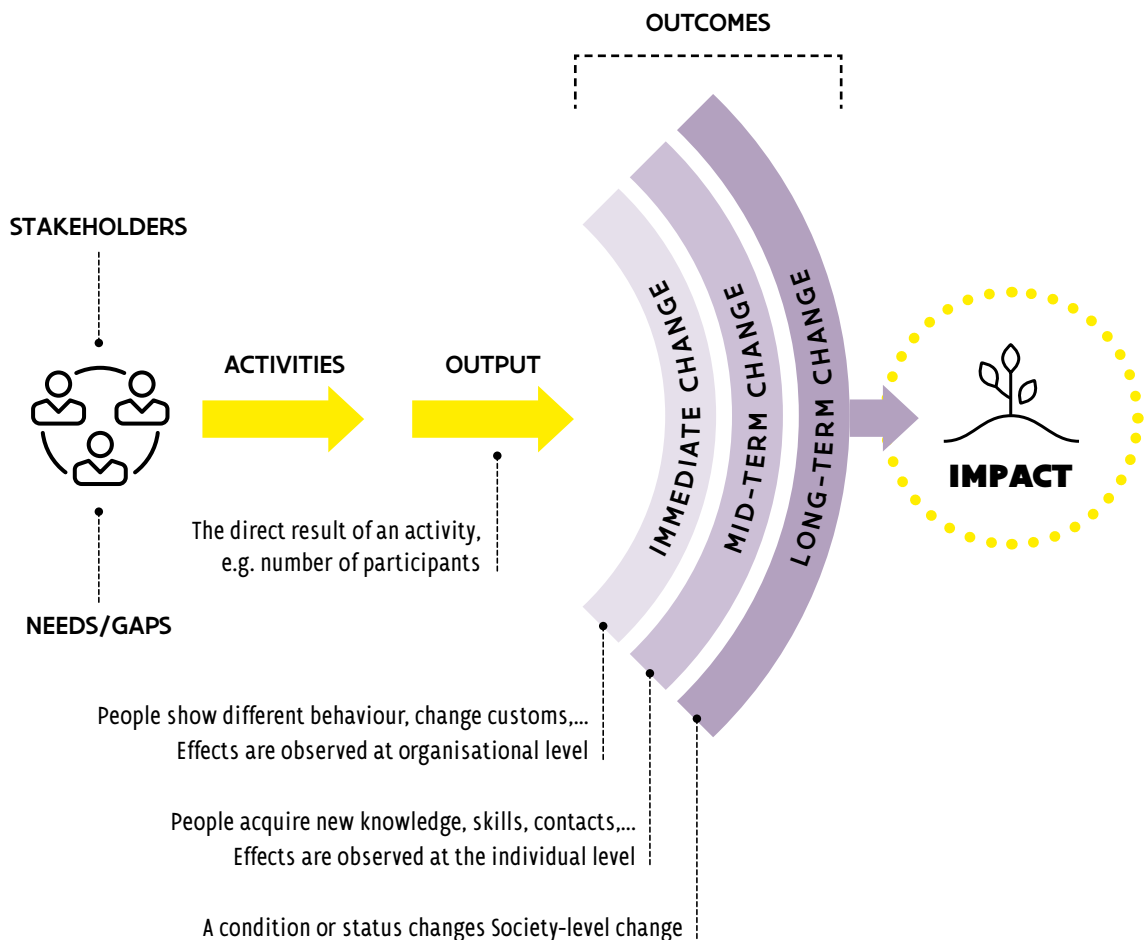 OUTCOMES
STAKEHOLDERS
ACTIVITIES
OUTPUT
IMMEDIATE CHANGE
MID-TERM CHANGE
LONG-TERM CHANGE
IMPACT
The direct result of an activity,
e.g. number of participants
NEEDS/GAPS
People show different behaviour, change customs,...
Effects are observed at organisational level
People acquire new knowledge, skills, contacts,...
Effects are observed at the individual level
A condition or status changes Society-level change